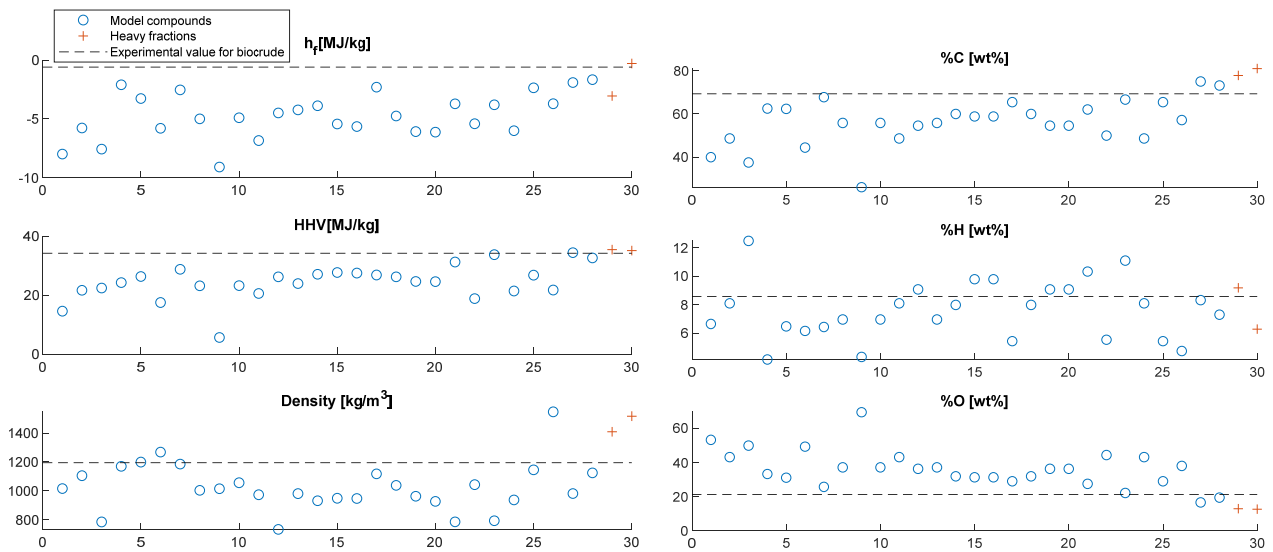 Model compounds
Heavy fractions
Experimental value for biocrude
hf[MJ/kg]
0
-5
-10
0 5 10 15 20 25 30
HHV[MJ/kg]
40
20
0
0 5 10 15 20 25 30
Density [kg/m3]
1400
1200
1000
800
0 5 10 15 20 25 30
%C [wt%]
80
60
40
0 5 10 15 20 25 30
%H [wt%]
12
10
8
6
0 5 10 15 20 25 30
%O [wt%]
60
40
20
0
0 5 10 15 20 25 30